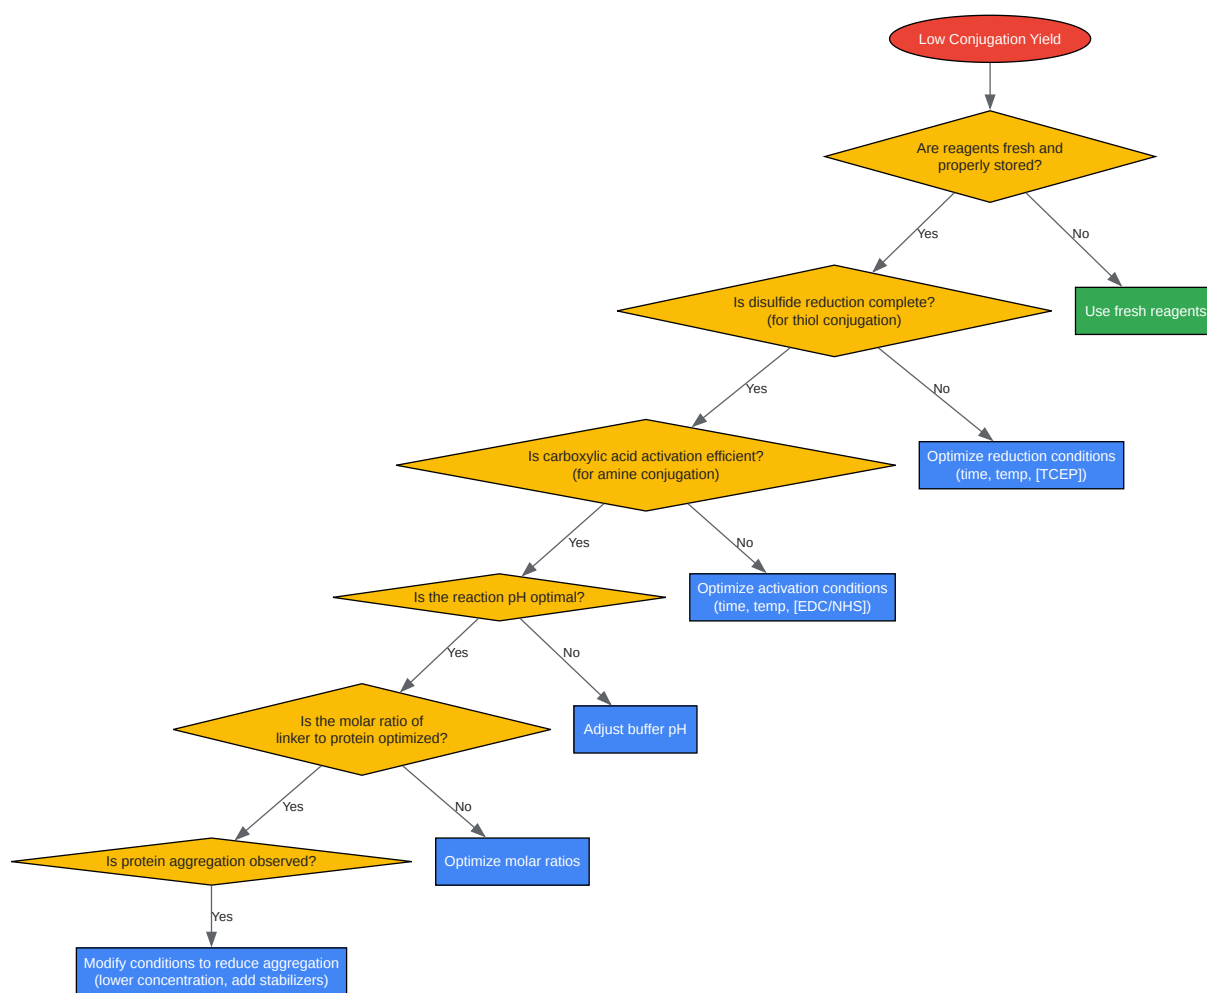 Low Conjugation Yield
Are reagents fresh and
properly stored?
Yes
No
Is disulfide reduction complete?
(for thiol conjugation)
Use fresh reagents
Yes
No
Is carboxylic acid activation efficient?
(for amine conjugation)
Optimize reduction conditions
(time, temp, [TCEP])
Yes
No
Is the reaction pH optimal?
Optimize activation conditions
(time, temp, [EDC/NHS])
Yes
No
Is the molar ratio of
linker to protein optimized?
Adjust buffer pH
Yes
No
Is protein aggregation observed?
Optimize molar ratios
Yes
Modify conditions to reduce aggregation
(lower concentration, add stabilizers)